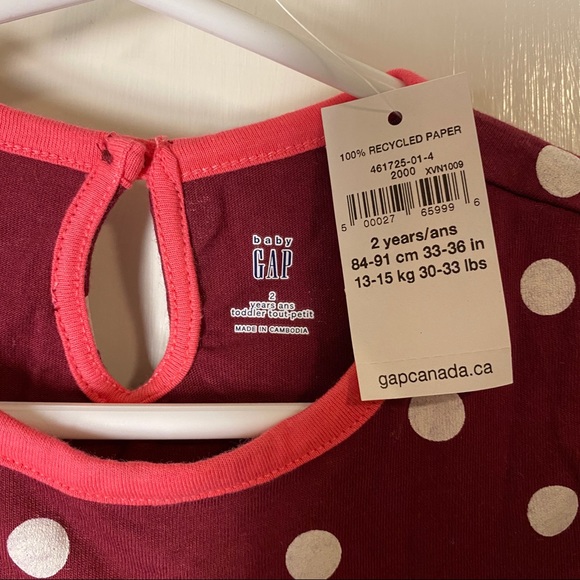 baby
GAP
2
years ans
toddler tout-petit
MADE IN CAMBODIA
100% RECYCLED PAPER
461725-01-4
2000 XVN1009
5 00027 65999 6
2 years/ans
84-91 cm 33-36 in
13-15 kg 30-33 lbs
gapcanada.ca